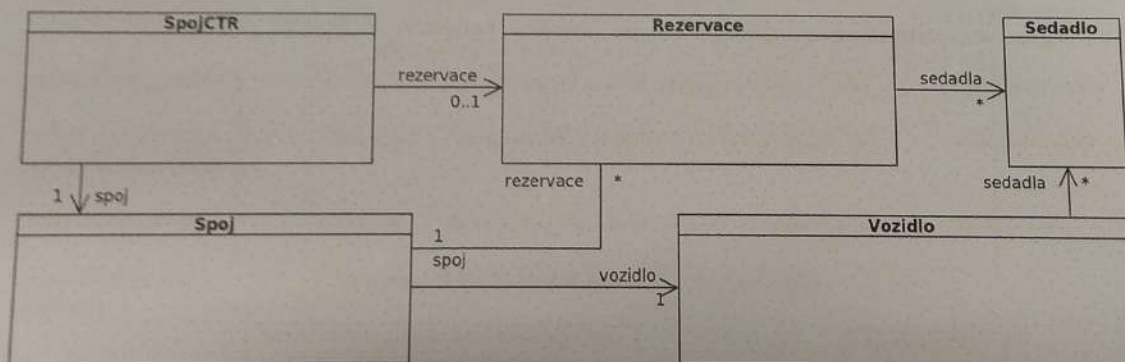 SpojCTR
Rezervace
Sedadlo
rezervace
0..1
sedadla
*
1 spoj
rezervace *
sedadla *
Spoj
1
spoj
Vozidlo
vozidlo
1